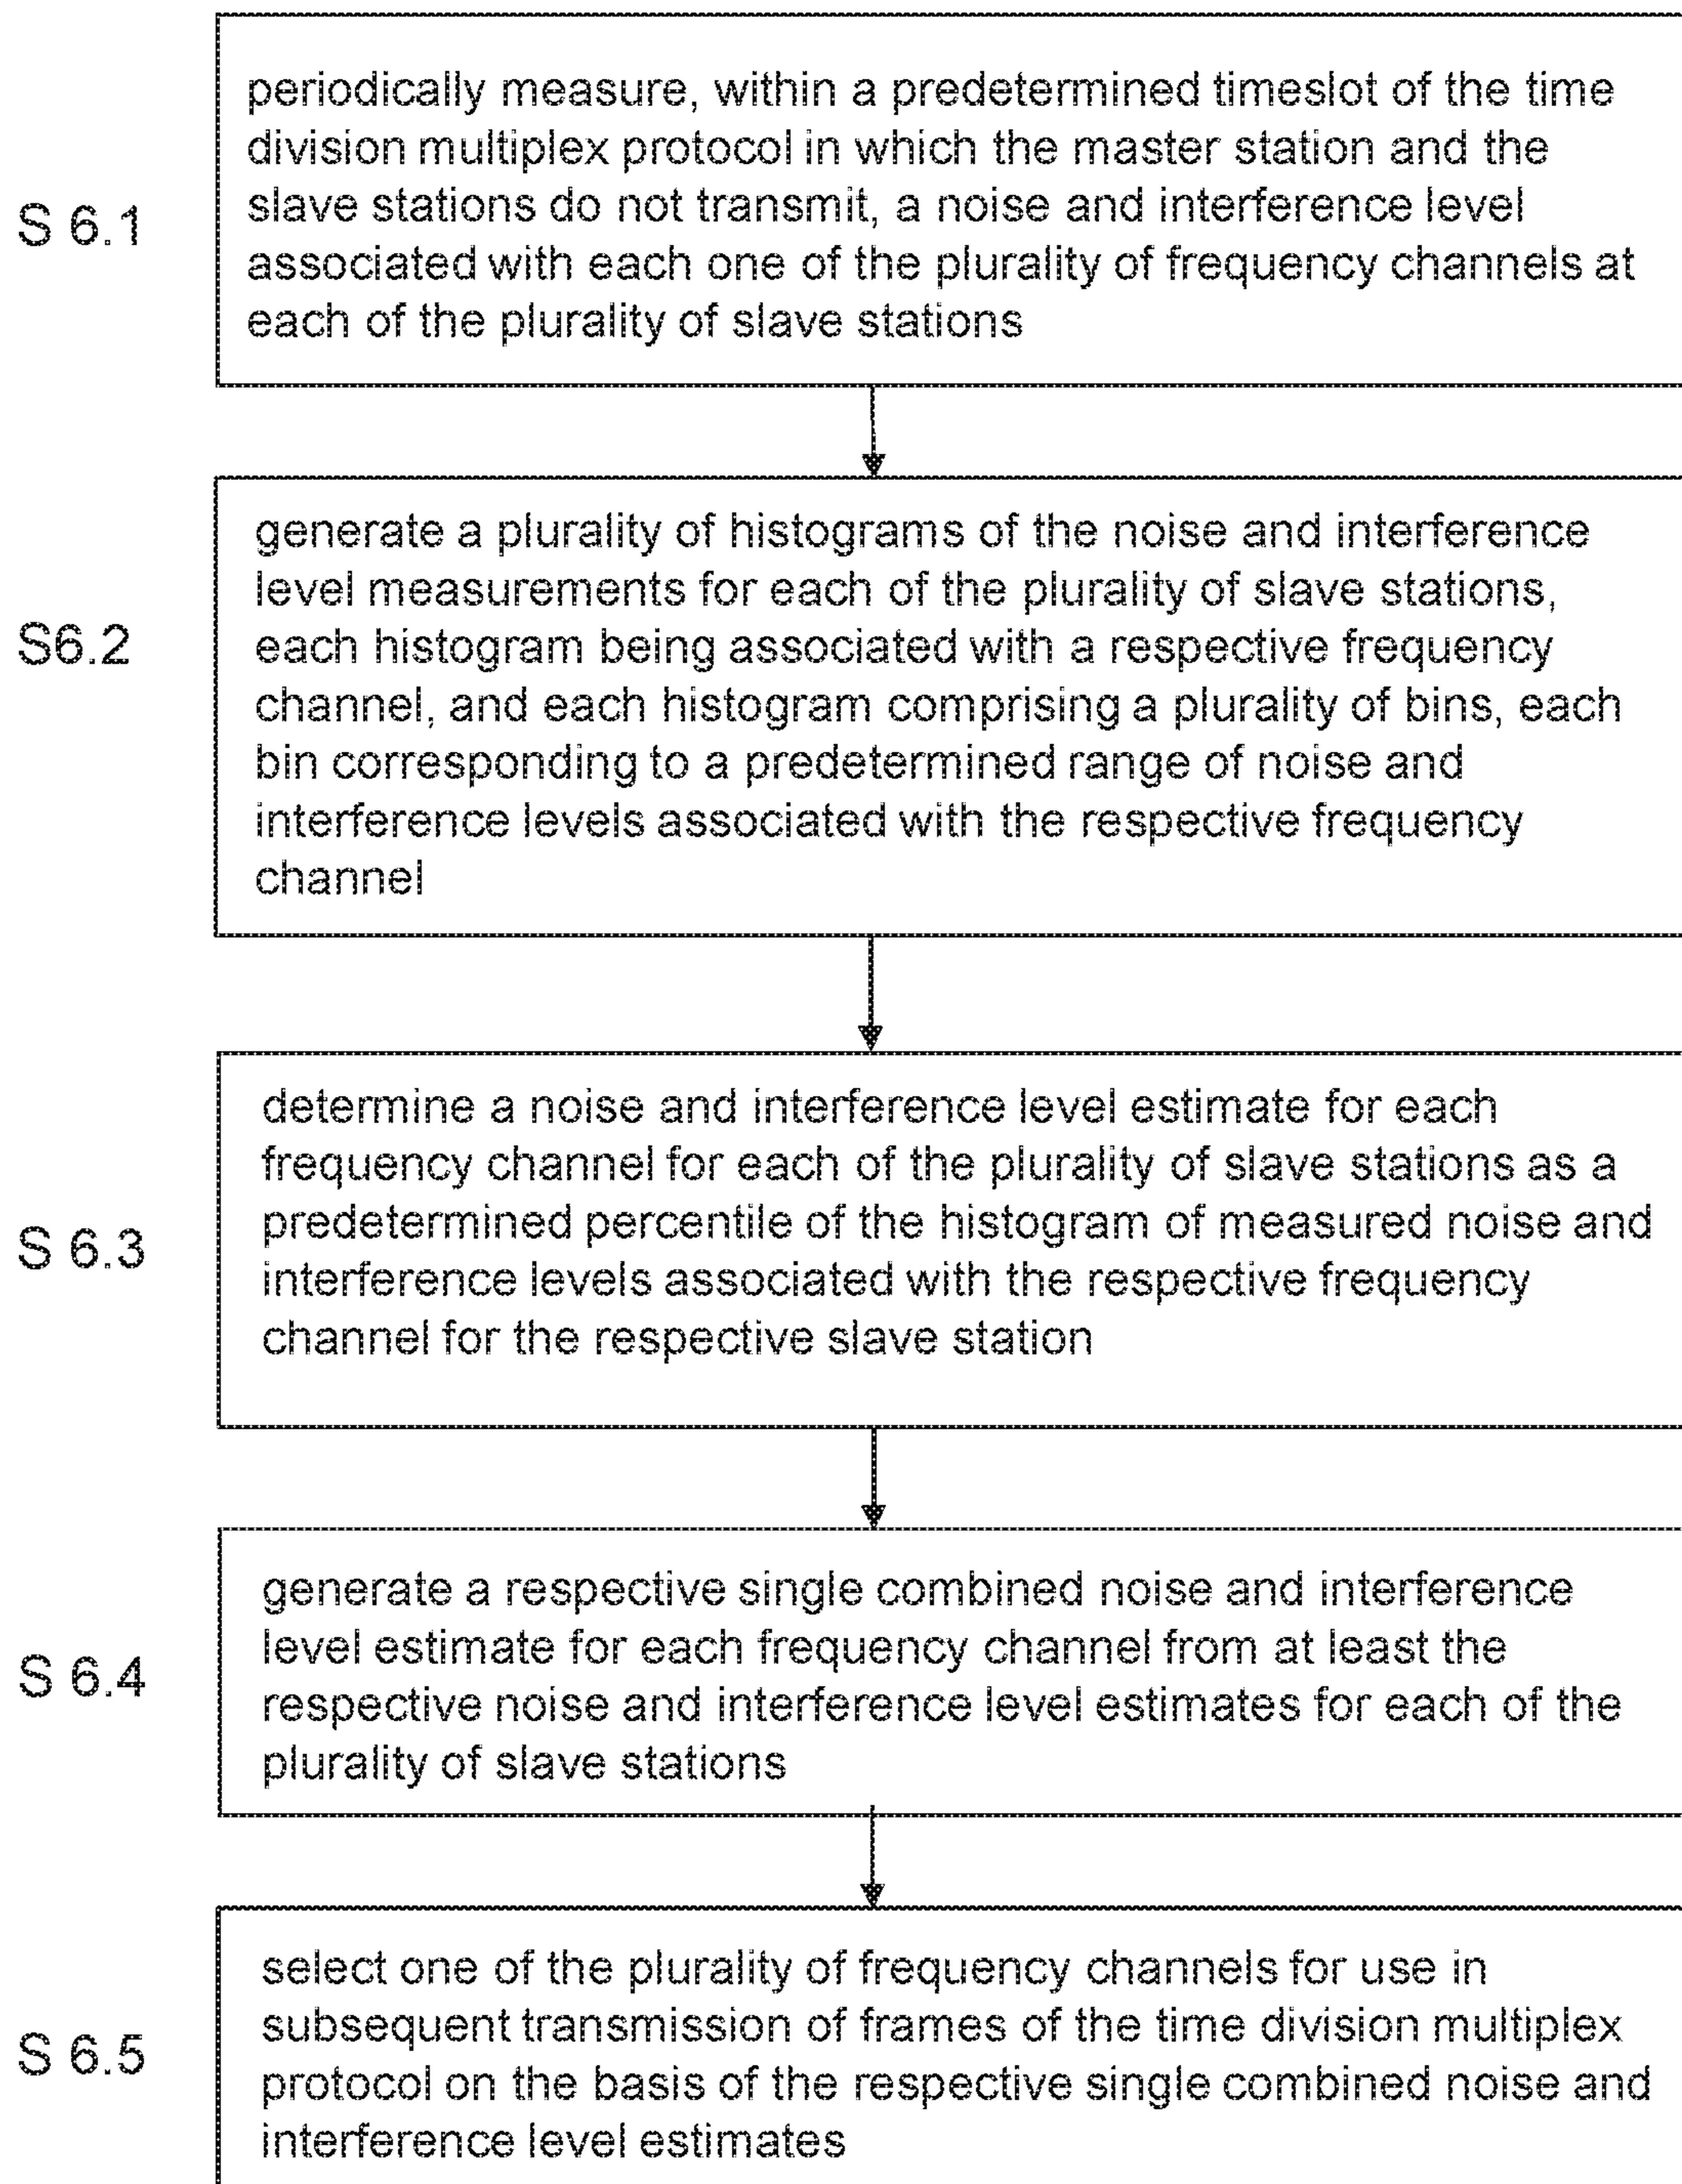 periodically measure, within a predetermined timeslot of the time
division multiplex protocol in which the master station and the
S 6.1
slave stations do not transmit, a noise and interference level
associated with each one of the plurality of frequency channels at
each of the plurality of slave stations
generate a plurality of histograms of the noise and interference
level measurements for each of the plurality of slave stations,
S6.2
each histogram being associated with a respective frequency
channel, and each histogram comprising a plurality of bins, each
bin corresponding to a predetermined range of noise and
interference levels associated with the respective frequency
channel
determine a noise and interference level estimate for each
frequency channel for each of the plurality of slave stations as a
predetermined percentile of the histogram of measured noise and
S 6.3
interference levels associated with the respective frequency
channel for the respective slave station
generate a respective single combined noise and interference
level estimate for each frequency channel from at least the
S 6.4
respective noise and interference level estimates for each of the
plurality of slave stations
select one of the plurality of frequency channels for use in
subsequent transmission of frames of the time division multiplex
S 6.5
protocol on the basis of the respective single combined noise and
interference level estimates